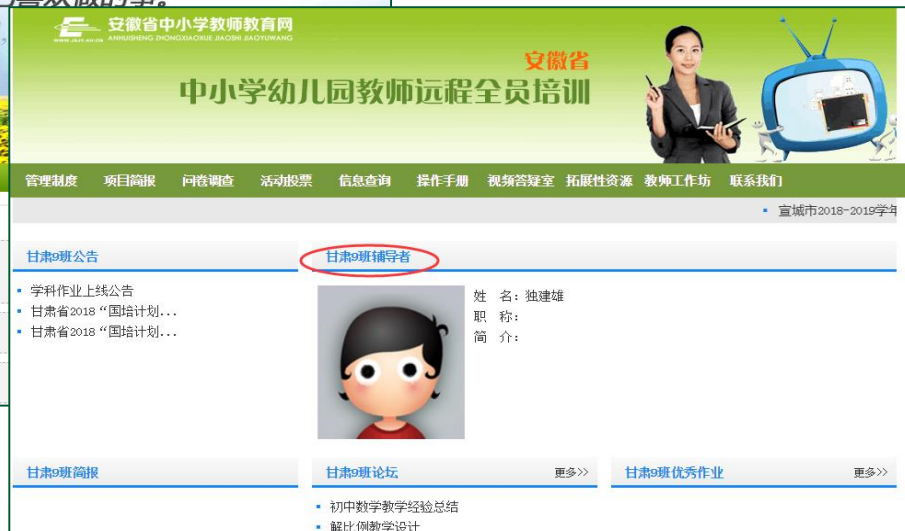 喜欢做的事。
安徽省中小学教师教育网
ANHUISHENG ZHONGXIAOXUE JIAOSHI JIAOYUWANG
安徽省
中小学幼儿园教师远程全员培训
管理制度 项目简报 问卷调查 活动投票 信息查询 操作手册 视频答疑室 拓展性资源 教师工作坊 联系我们
宣城市2018-2019学年
甘肃9班公告
学科作业上线公告
甘肃省2018“国培计划...
甘肃省2018“国培计划...
甘肃9班辅导者
姓 名：独建雄
职 称：
简 介：
甘肃9班简报
甘肃9班论坛 更多>>
初中数学教学经验总结
解比例教学设计
甘肃9班优秀作业 更多>>